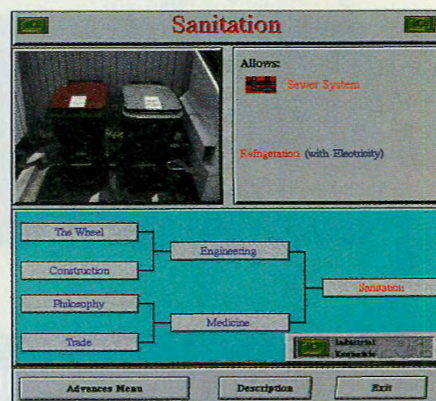 Sanitation
Allows:
Sewer System
Refrigeration (with Electricity)
The Wheel
Engineering
Construction
Sanitation
Philosophy
Medicine
Trade
Industrial
Economic
Advances Menu
Description
Exit